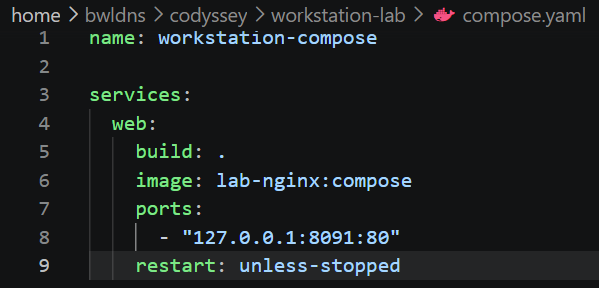 home > bwldns > codyssey > workstation-lab > compose.yaml
1 name: workstation-compose
2
3 services:
4 web:
5 build: .
6 image: lab-nginx:compose
7 ports:
8 - "127.0.0.1:8091:80"
9 restart: unless-stopped